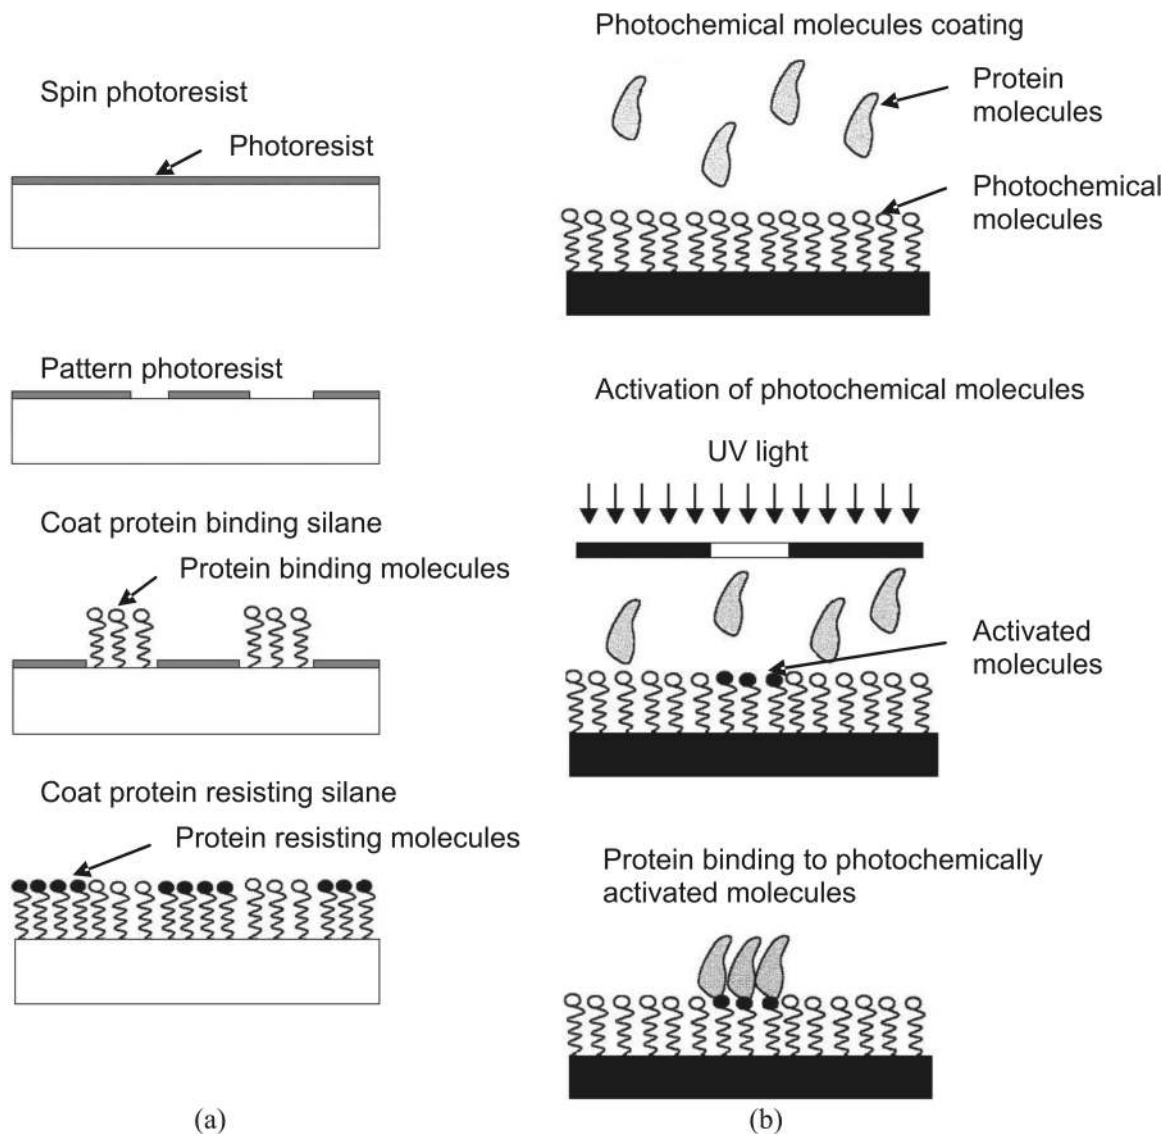 Spin photoresist
Photoresist
Pattern photoresist
Coat protein binding silane
Protein binding molecules
Coat protein resisting silane
Protein resisting molecules
(a)
Photochemical molecules coating
Protein
molecules
Photochemical
molecules
Activation of photochemical molecules
UV light
Activated
molecules
Protein binding to photochemically
activated molecules
(b)